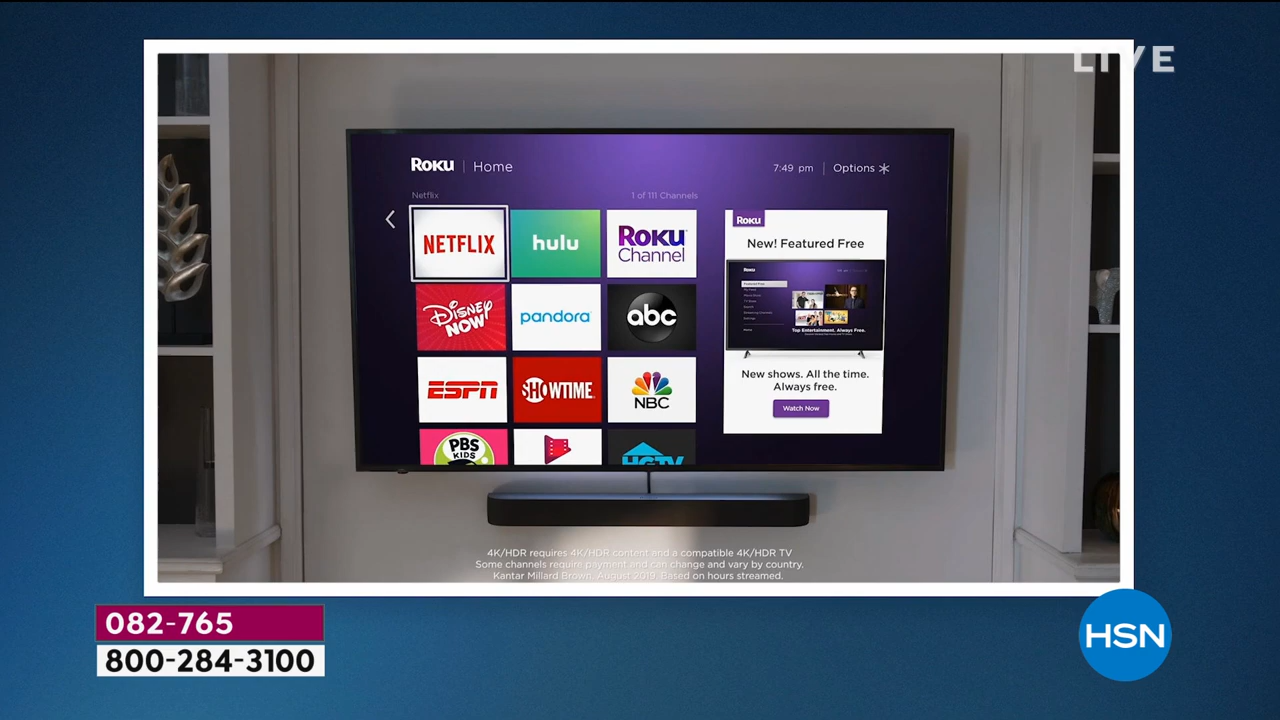 LIVE
Roku | Home
7:49 pm | Options
Netflix
1 of 111 Channels
NETFLIX
hulu
Roku Channel
Roku
New! Featured Free
DISNEY NOW
pandora
abc
Roku
Top Entertainment. Always Free.
New shows. All the time.
Always free.
Watch Now
ESPN
SHOWTIME
NBC
PBS KIDS
HGTV
4K/HDR requires 4K/HDR content and a compatible 4K/HDR TV
Some channels require payment and can change and vary by country.
Kantar Millard Brown, August 2019. Based on hours streamed.
082-765
800-284-3100
HSN